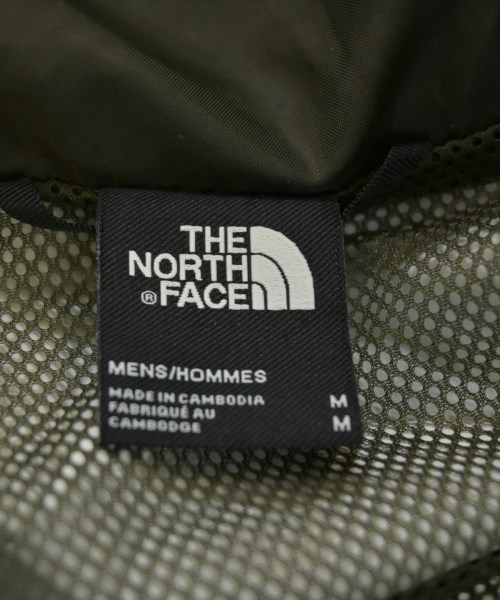 THE
NORTH
® FACE
MENS/HOMMES
MADE IN CAMBODIA M
FABRIQUÉ AU
CAMBODGE M